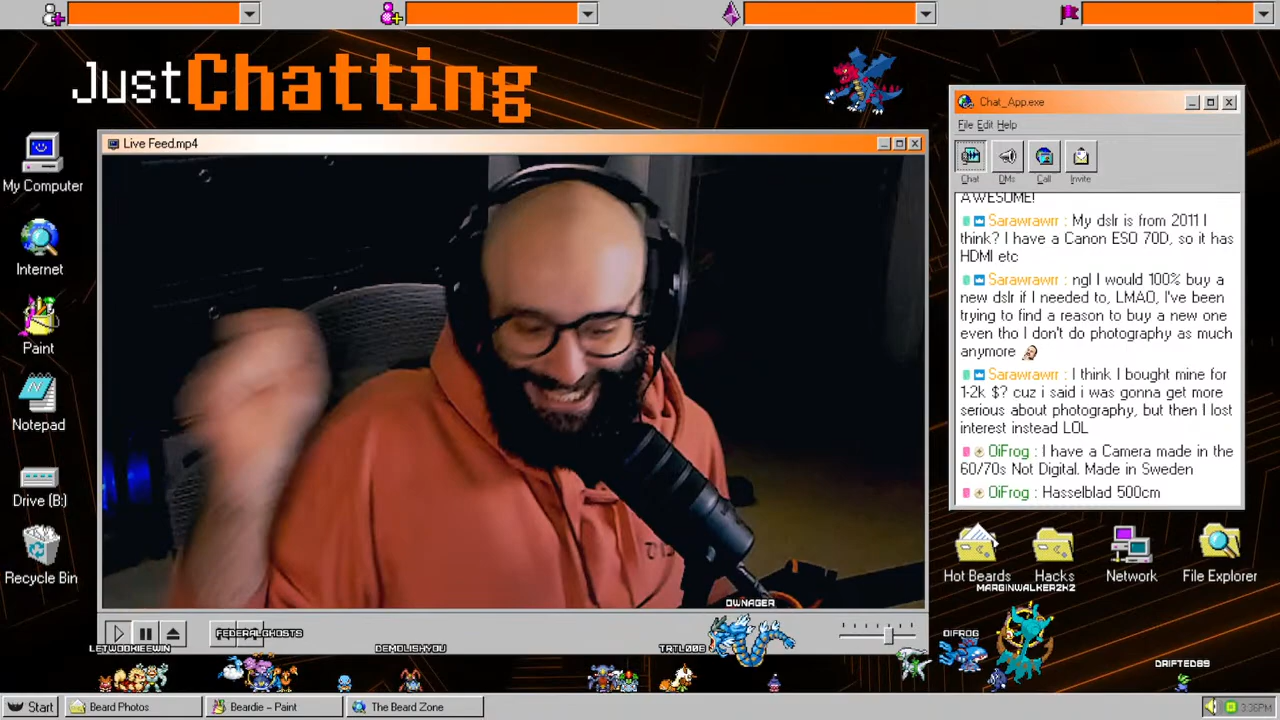 JustChatting
Live Feed.mp4
Chat_App.exe
File Edit Help
Chat
DMs
Call
Invite
AWESOME!
Sarawrawrr : My dslr is from 2011 I
think? I have a Canon ESO 70D, so it has
HDMI etc
Sarawrawrr : ngl I would 100% buy a
new dslr if I needed to, LMAO, I've been
trying to find a reason to buy a new one
even tho I don't do photography as much
anymore
Sarawrawrr : I think I bought mine for
1-2k $? cuz i said i was gonna get more
serious about photography, but then I lost
interest instead LOL
OiFrog : I have a Camera made in the
60/70s Not Digital. Made in Sweden
OiFrog : Hasselblad 500cm
My Computer
Internet
Paint
Notepad
Drive (B:)
Recycle Bin
Hot Beards
Hacks
Network
File Explorer
MARGINWALKER2K2
OWNAGER
FEDERALGHOSTS
LETWOOKIEEWIN
DEMOLISHYOU
TRTL008
OIFROG
DRIFTED89
Start
Beard Photos
Beardie - Paint
The Beard Zone
3:36PM